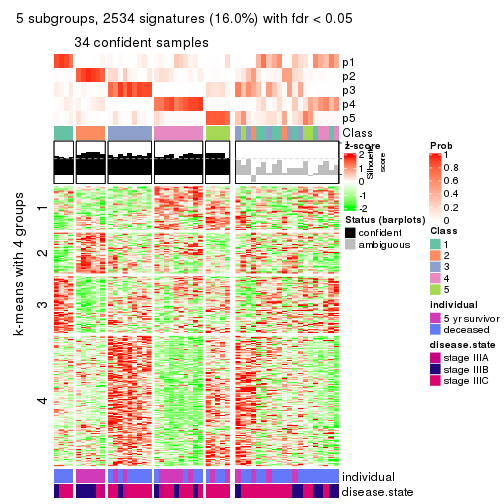 5 subgroups, 2534 signatures (16.0%) with fdr < 0.05
34 confident samples
p1
p2
p3
p4
p5
Class
z-score
2
1
0
-1
-2
Silhouette
score
Prob
1
0.8
0.6
0.4
0.2
0
Status (barplots)
confident
ambiguous
Class
1
2
3
4
5
individual
5 yr survivor
deceased
disease.state
stage IIIA
stage IIIB
stage IIIC
k-means with 4 groups
1
2
3
4
individual
disease.state